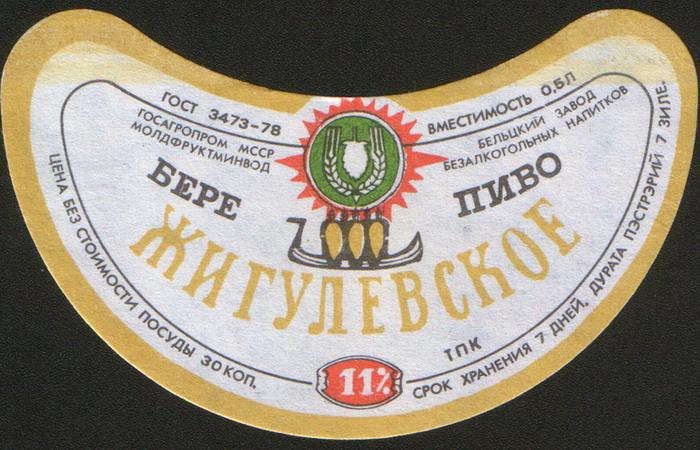 ГОСТ 3473-78
ГОСАГРОПРОМ МССР
МОЛДФРУКТМИНВОД
ВМЕСТИМОСТЬ 0,5Л
БЕЛЬЦКИЙ ЗАВОД
БЕЗАЛКОГОЛЬНЫХ НАПИТКОВ
БЕРЕ ПИВО
ЖИГУЛЕВСКОЕ
ТПК
11%
ЦЕНА БЕЗ СТОИМОСТИ ПОСУДЫ 30 КОП.
СРОК ХРАНЕНИЯ 7 ДНЕЙ. ДУРАТА ПЭСТРЭРИЙ 7 ЗИЛЕ.